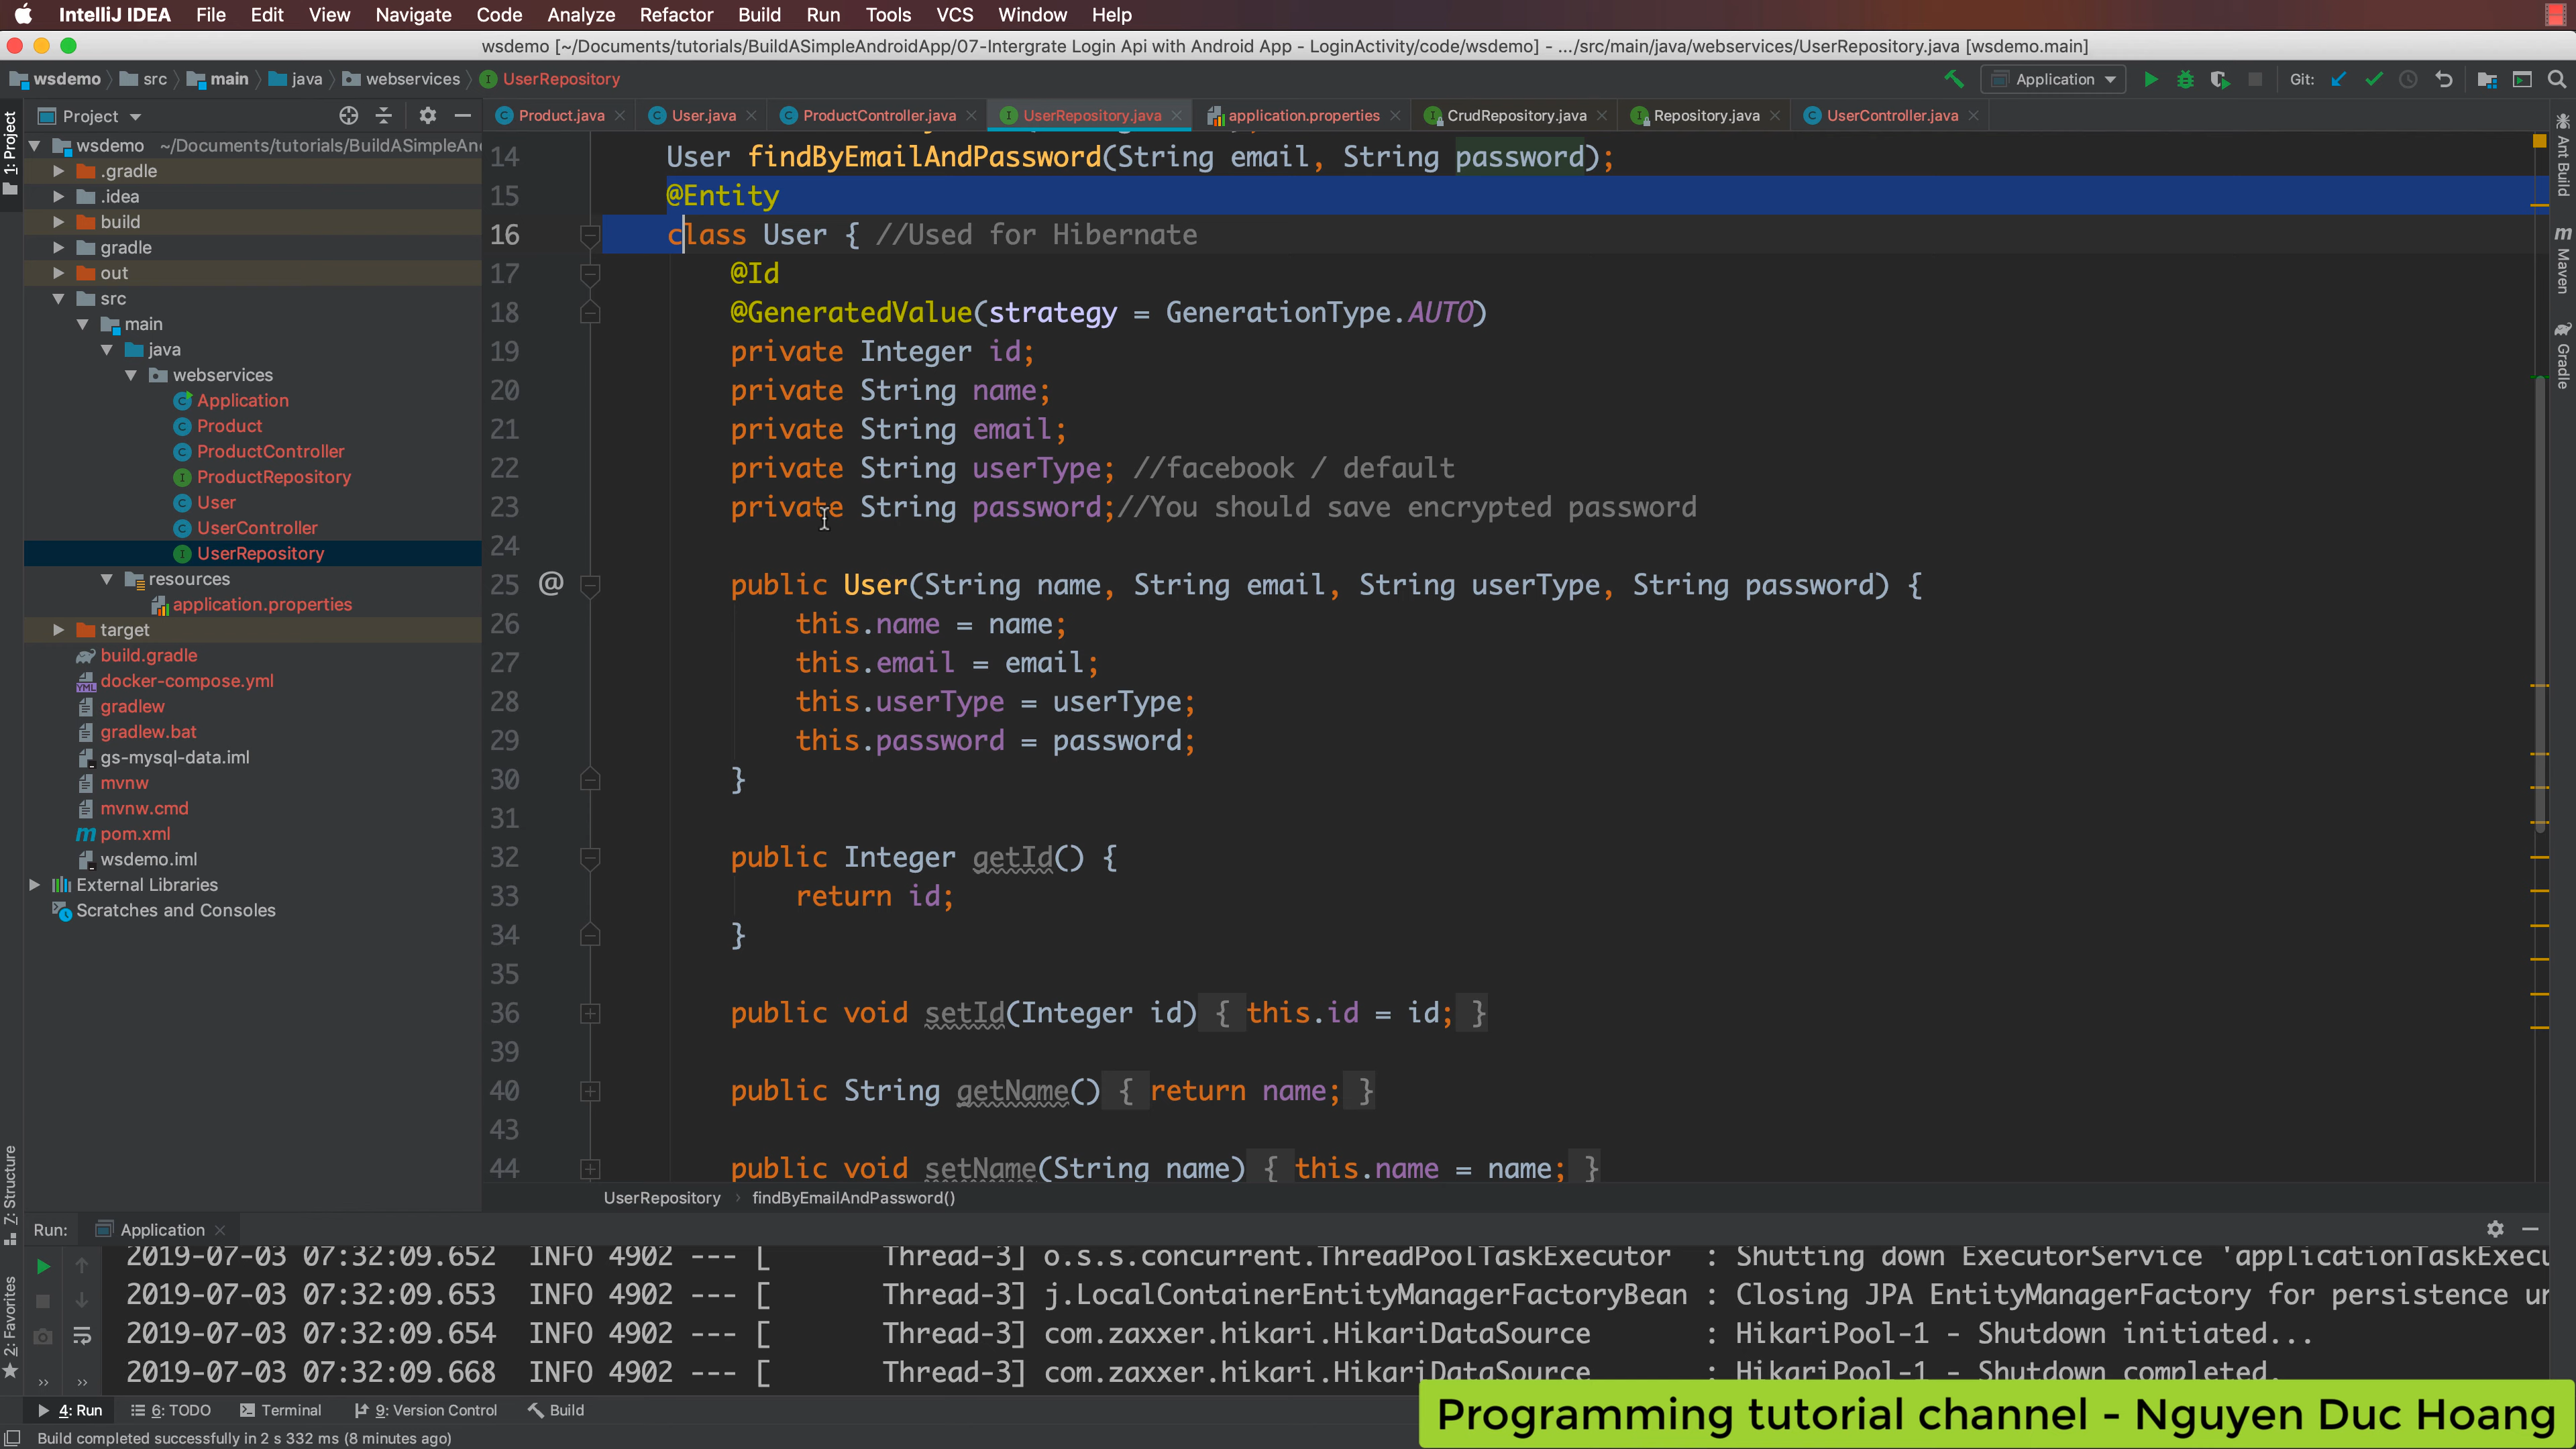 IntelliJ IDEA File Edit View Navigate Code Analyze Refactor Build Run Tools VCS Window Help
wsdemo [~/Documents/tutorials/BuildASimpleAndroidApp/07-Intergrate Login Api with Android App - LoginActivity/code/wsdemo] - .../src/main/java/webservices/UserRepository.java [wsdemo.main]
wsdemo src main java webservices UserRepository Application Git:
Project
Product.java User.java ProductController.java UserRepository.java application.properties CrudRepository.java Repository.java UserController.java
1: Project
Z: Structure
2: Favorites
Ant Build
Maven
Gradle
wsdemo ~/Documents/tutorials/BuildASimpleAn
.gradle
.idea
build
gradle
out
src
main
java
webservices
Application
Product
ProductController
ProductRepository
User
UserController
UserRepository
resources
application.properties
target
build.gradle
docker-compose.yml
gradlew
gradlew.bat
gs-mysql-data.iml
mvnw
mvnw.cmd
pom.xml
wsdemo.iml
External Libraries
Scratches and Consoles
14 User findByEmailAndPassword(String email, String password);
15 @Entity
16 class User { //Used for Hibernate
17 @Id
18 @GeneratedValue(strategy = GenerationType.AUTO)
19 private Integer id;
20 private String name;
21 private String email;
22 private String userType; //facebook / default
23 private String password;//You should save encrypted password
24
25 @ public User(String name, String email, String userType, String password) {
26 this.name = name;
27 this.email = email;
28 this.userType = userType;
29 this.password = password;
30 }
31
32 public Integer getId() {
33 return id;
34 }
35
36 public void setId(Integer id) { this.id = id; }
39
40 public String getName() { return name; }
43
44 public void setName(String name) { this.name = name; }
UserRepository findByEmailAndPassword()
Run: Application
2019-07-03 07:32:09.652 INFO 4902 --- [ Thread-3] o.s.s.concurrent.ThreadPoolTaskExecutor : Shutting down ExecutorService 'applicationTaskExecu
2019-07-03 07:32:09.653 INFO 4902 --- [ Thread-3] j.LocalContainerEntityManagerFactoryBean : Closing JPA EntityManagerFactory for persistence un
2019-07-03 07:32:09.654 INFO 4902 --- [ Thread-3] com.zaxxer.hikari.HikariDataSource : HikariPool-1 - Shutdown initiated...
2019-07-03 07:32:09.668 INFO 4902 --- [ Thread-3] com.zaxxer.hikari.HikariDataSource : HikariPool-1 - Shutdown completed.
4: Run 6: TODO Terminal 9: Version Control Build
Programming tutorial channel - Nguyen Duc Hoang
Build completed successfully in 2 s 332 ms (8 minutes ago)